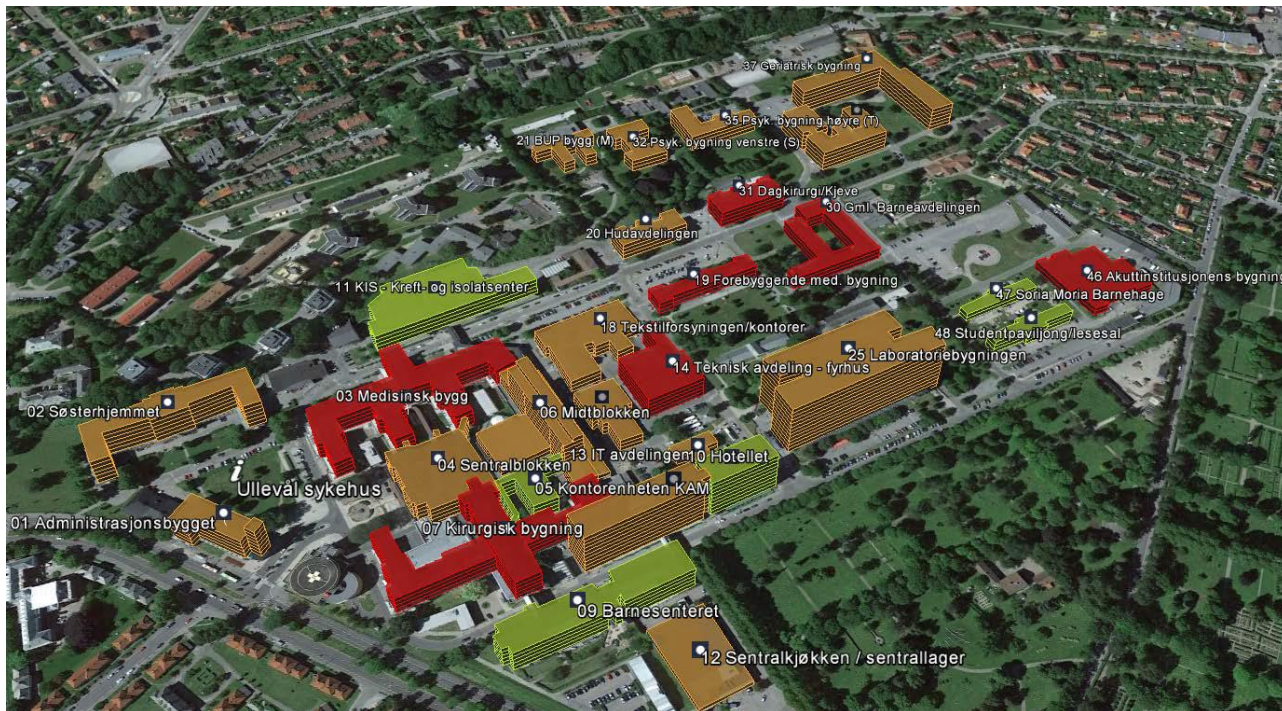 37 Geriatrisk bygning
35 Psyk. bygning høyre (T)
21 BUP bygg (M)
32 Psyk. bygning venstre (S)
31 Dagkirurgi/Kjeve
30 Gml. Barneavdelingen
20 Hudavdelingen
46 Akuttinstitusjonens bygning
19 Forebyggende med. bygning
11 KIS - Kreft- og isolatsenter
47 Soria Moria Barnehage
18 Tekstilforsyningen/kontorer
48 Studentpaviljong/lesesal
25 Laboratoriebygningen
14 Teknisk avdeling - fyrhus
03 Medisinsk bygg
02 Søsterhjemmet
06 Midtblokken
13 IT avdelingen
10 Hotellet
04 Sentralblokken
i
Ullevål sykehus
05 Kontorenheten KAM
01 Administrasjonsbygget
07 Kirurgisk bygning
09 Barnesenteret
12 Sentralkjøkken / sentrallager